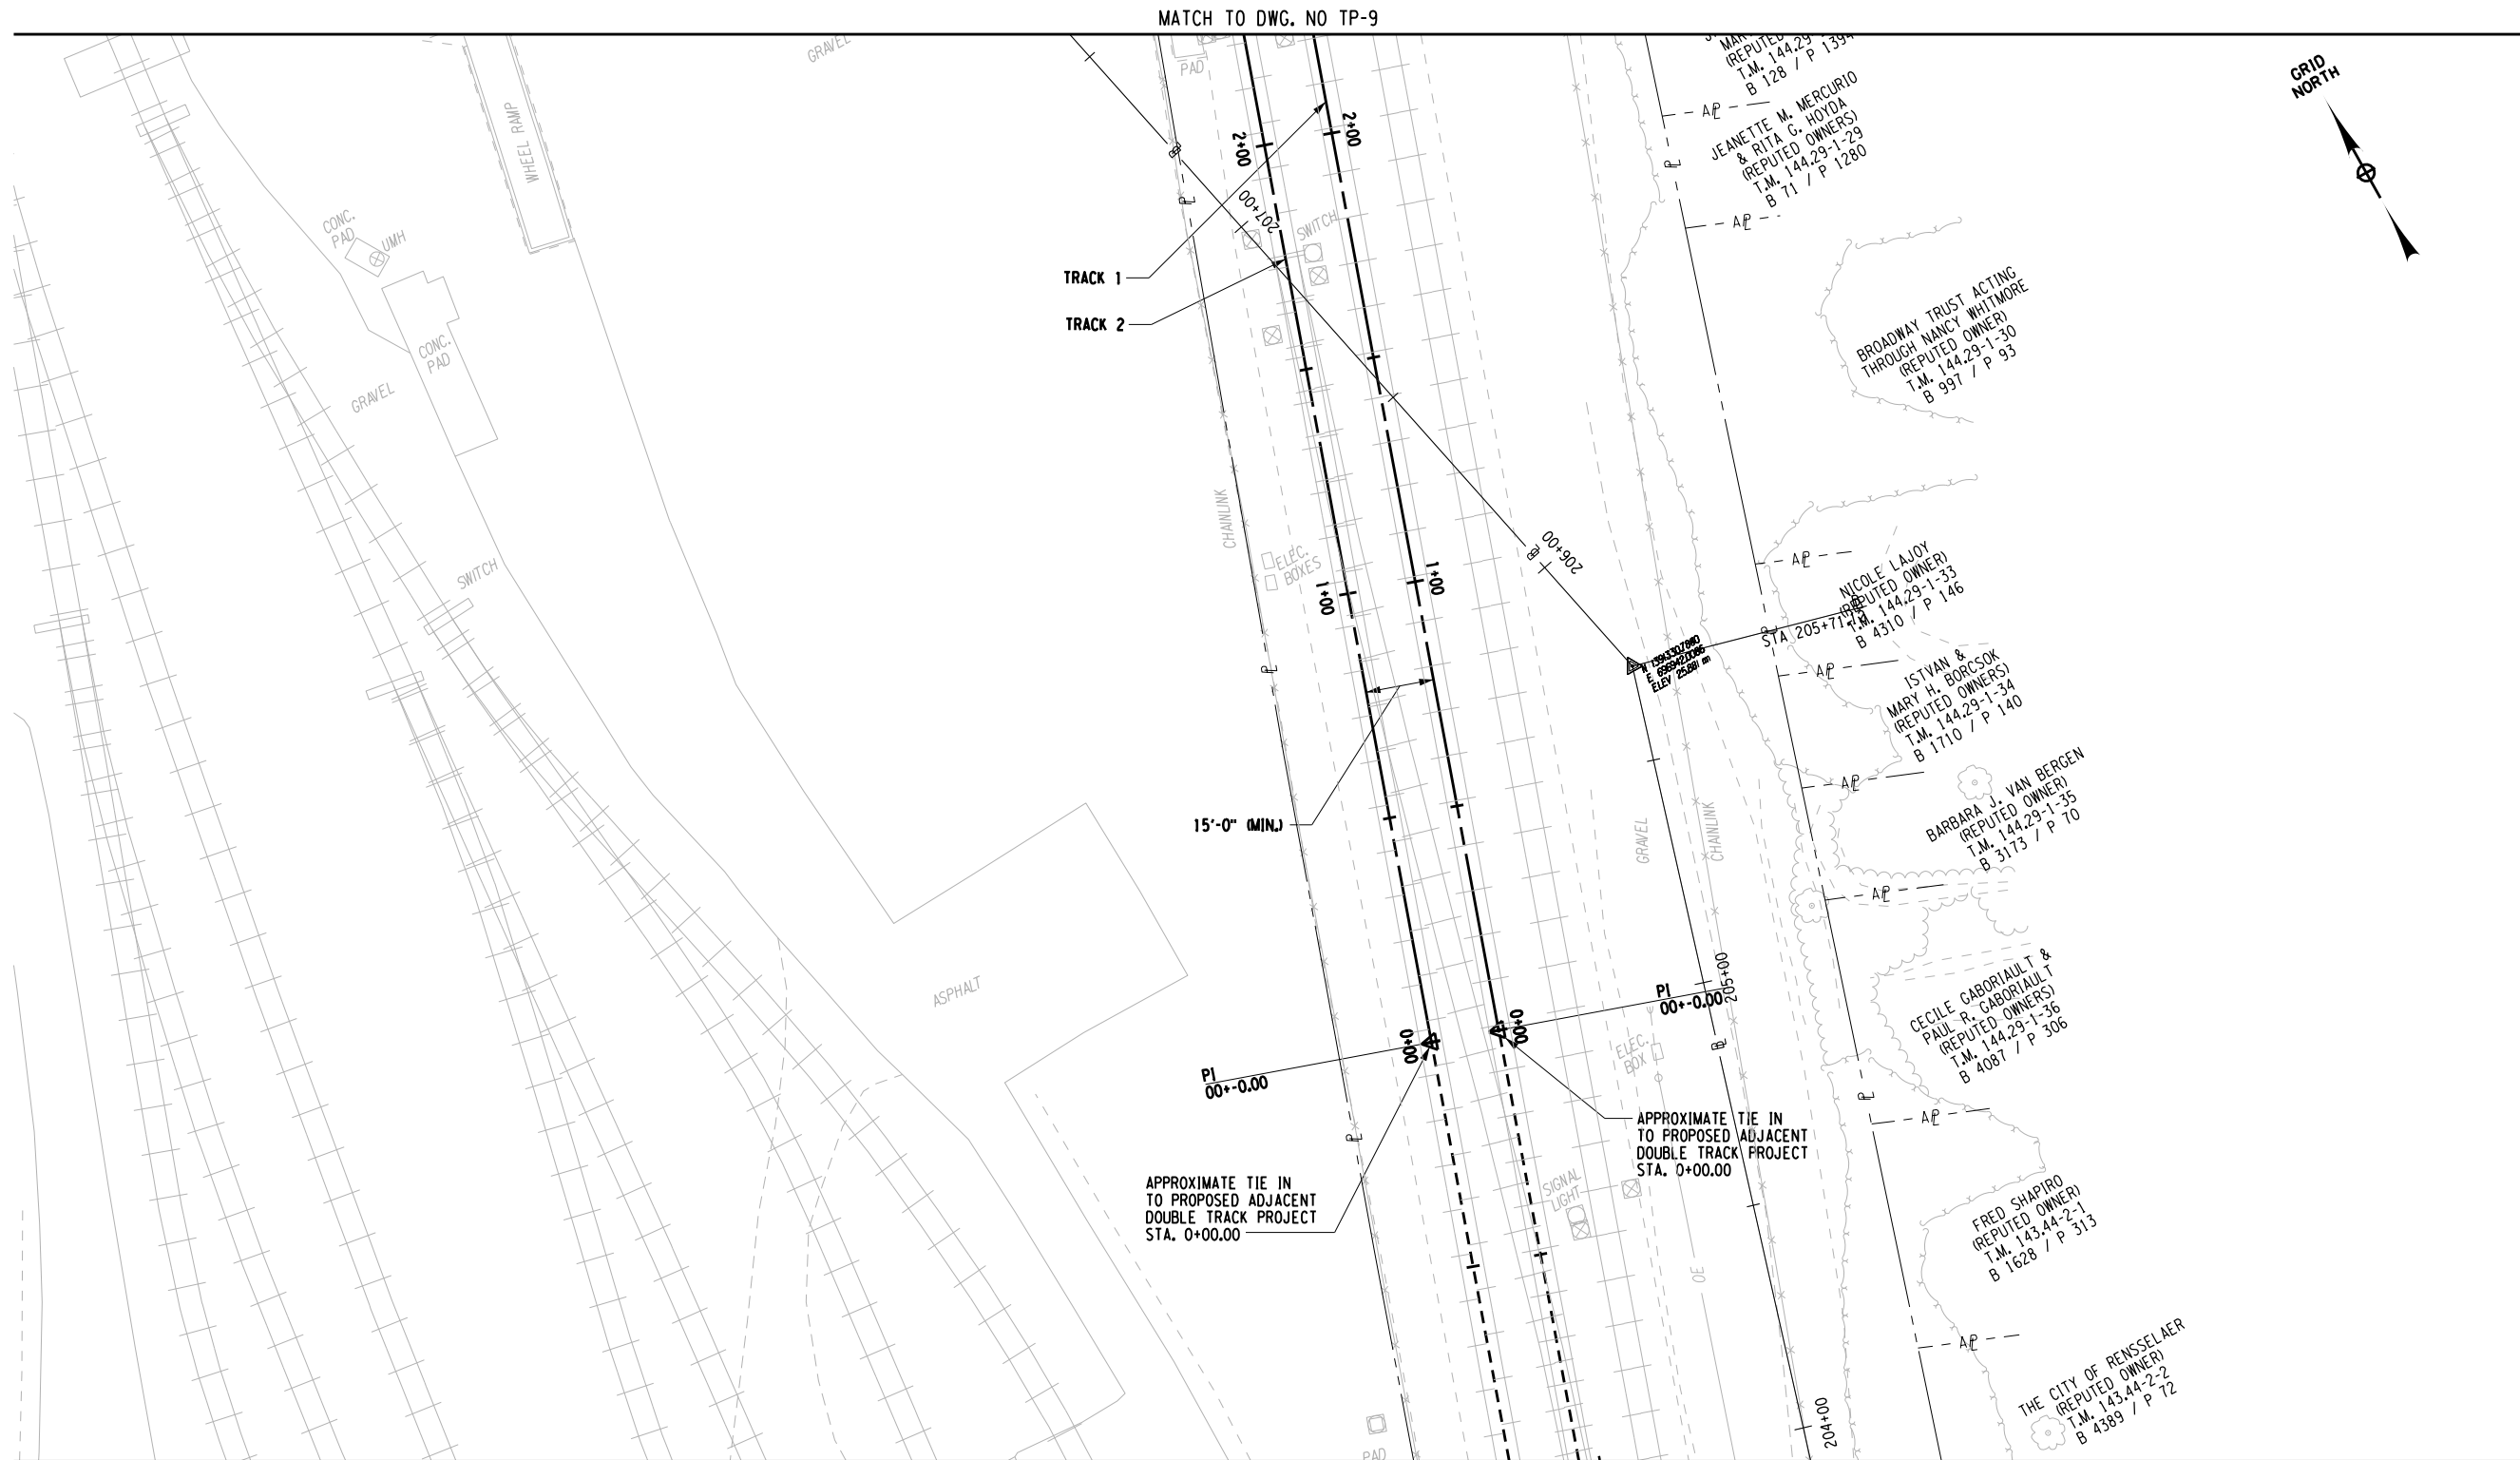 MATCH TO DWG. NO TP-9
GRID
NORTH
GRAVEL
PAD
WHEEL RAMP
CONC.
PAD
UMH
CONC.
PAD
GRAVEL
SWITCH
2+00
2+00
207+00
SWITCH
TRACK 1
TRACK 2
CHAINLINK
ELEC.
BOXES
1+00
1+00
206+00
(REPUTED
T.M. 144.29-
B 128 / P 1394
JEANETTE M. MERCURIO
& RITA G. HOYDA
(REPUTED OWNERS)
T.M. 144.29-1-29
B 71 / P 1280
BROADWAY TRUST ACTING
THROUGH NANCY WHITMORE
(REPUTED OWNER)
T.M. 144.29-1-30
B 997 / P 93
NICOLE LAJOY
(REPUTED OWNER)
T.M. 144.29-1-33
B 4310 / P 146
STA 205+71.
ELEV
ISTVAN &
MARY H. BORCSOK
(REPUTED OWNERS)
T.M. 144.29-1-34
B 1710 / P 140
BARBARA J. VAN BERGEN
(REPUTED OWNER)
T.M. 144.29-1-35
B 3173 / P 70
15'-0" (MIN.)
GRAVEL
CHAINLINK
205+00
CECILE GABORIAULT &
PAUL R. GABORIAULT
(REPUTED OWNERS)
T.M. 144.29-1-36
B 4087 / P 306
ASPHALT
PI
00+-0.00
PI
00+-0.00
0+00
0+00
ELEC.
BOX
APPROXIMATE TIE IN
TO PROPOSED ADJACENT
DOUBLE TRACK PROJECT
STA. 0+00.00
APPROXIMATE TIE IN
TO PROPOSED ADJACENT
DOUBLE TRACK PROJECT
STA. 0+00.00
SIGNAL
LIGHT
OE
FRED SHAPIRO
(REPUTED OWNER)
T.M. 143.44-2-1
B 1628 / P 313
THE CITY OF RENSSELAER
(REPUTED OWNER)
T.M. 143.44-2-2
B 4389 / P 72
204+00
PAD